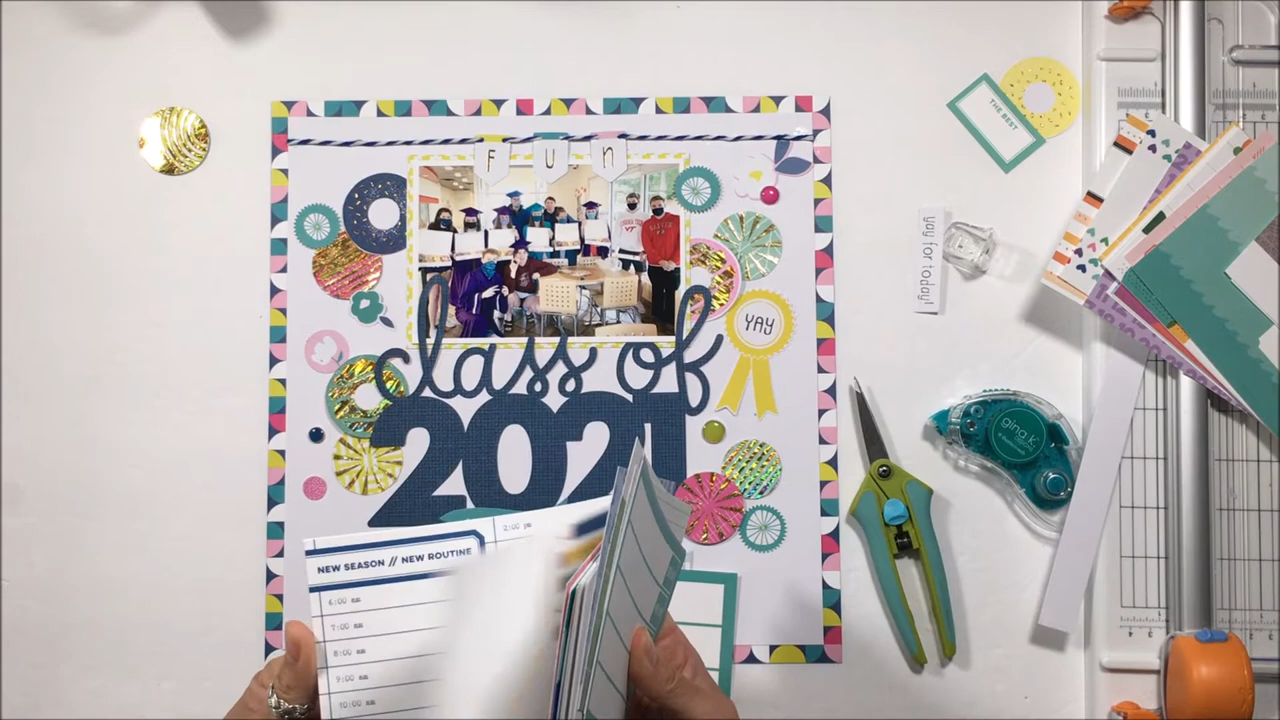 FUN
THE BEST
yay for today!
YAY
class of
2021
gina k.
2:00 pm
NEW SEASON // NEW ROUTINE
6:00 am
7:00 am
8:00 am
9:00 am
10:00 am